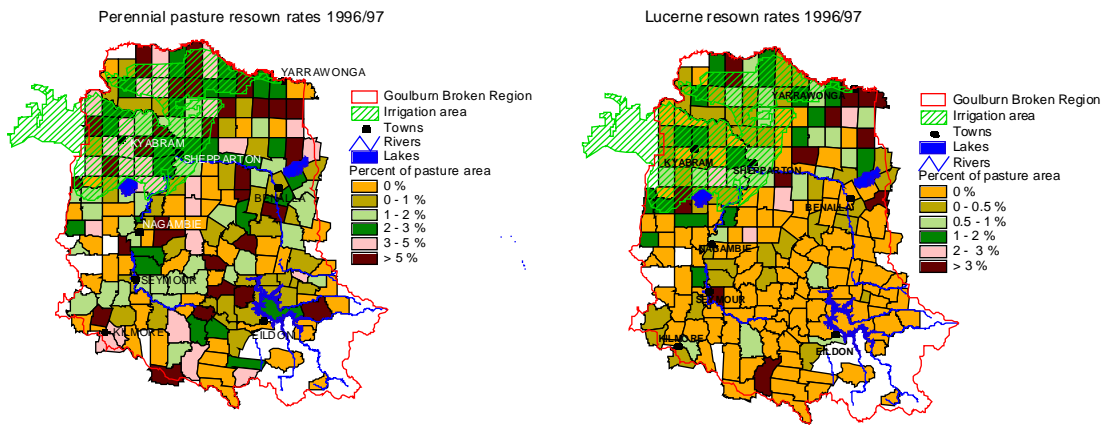 Perennial pasture resown rates 1996/97
YARRAWONGA
KYABRAM
SHEPPARTON
BENALLA
NAGAMBIE
SEYMOUR
KILMORE
EILDON
Goulburn Broken Region
Irrigation area
Towns
Rivers
Lakes
Percent of pasture area
0 %
0 - 1 %
1 - 2 %
2 - 3 %
3 - 5 %
> 5 %
Lucerne resown rates 1996/97
YARRAWONGA
KYABRAM
SHEPPARTON
BENALLA
NAGAMBIE
SEYMOUR
KILMORE
EILDON
Goulburn Broken Region
Irrigation area
Towns
Lakes
Rivers
Percent of pasture area
0 %
0 - 0.5 %
0.5 - 1 %
1 - 2 %
2 - 3 %
> 3 %